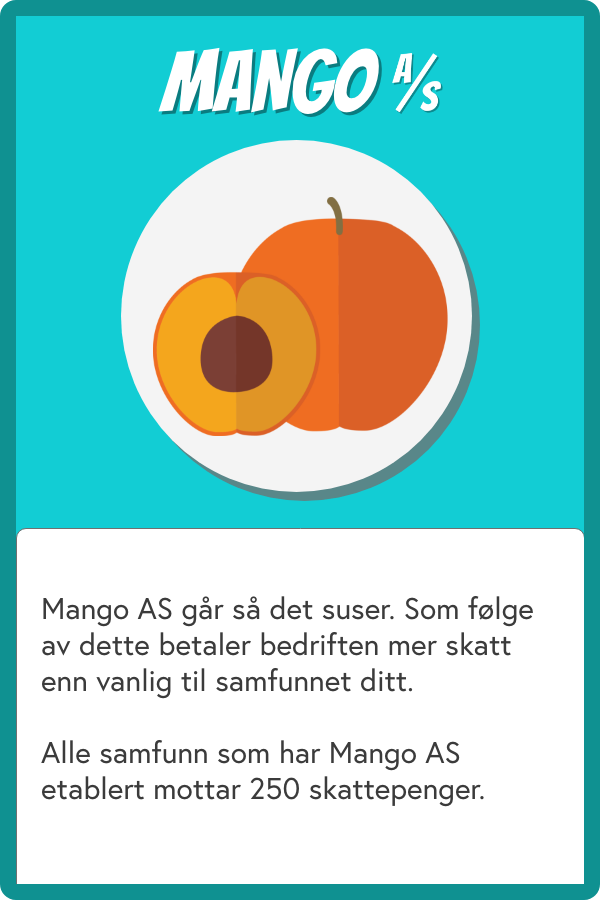 MANGO A/S
Mango AS går så det suser. Som følge
av dette betaler bedriften mer skatt
enn vanlig til samfunnet ditt.
Alle samfunn som har Mango AS
etablert mottar 250 skattepenger.